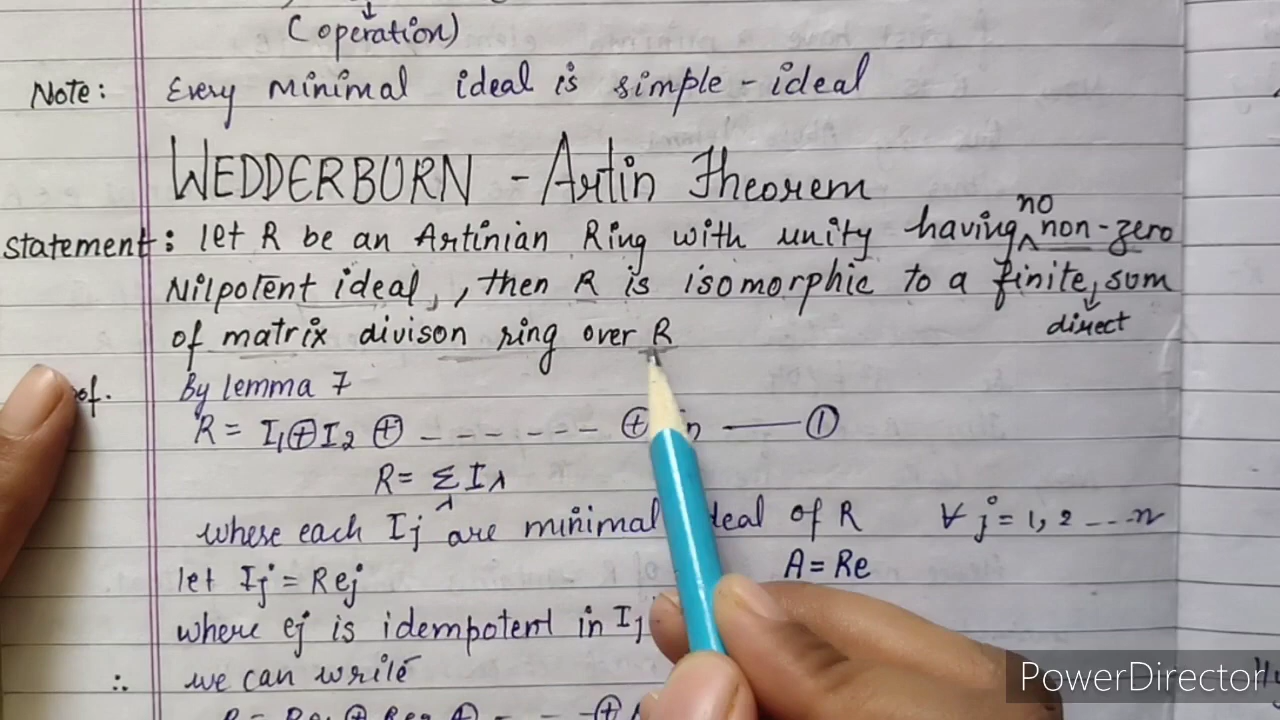 (operation)
Note: Every minimal ideal is simple-ideal
WEDDERBURN - Artin Theorem
no
statement: let R be an Artinian Ring with unity having non-zero
Nilpotent ideal, , then R is isomorphic to a finite, sum
direct
of matrix divison ring over R
of. By lemma 7
R = I₁⊕I₂ ⊕ - - - - - - - ⊕ n —— ①
R = Σ Iλ
λ
where each Ij are minimal deal of R ∀ j = 1, 2 ... n
let Ij = Rej A = Re
where ej is idempotent in Ij
∴ we can write
PowerDirector